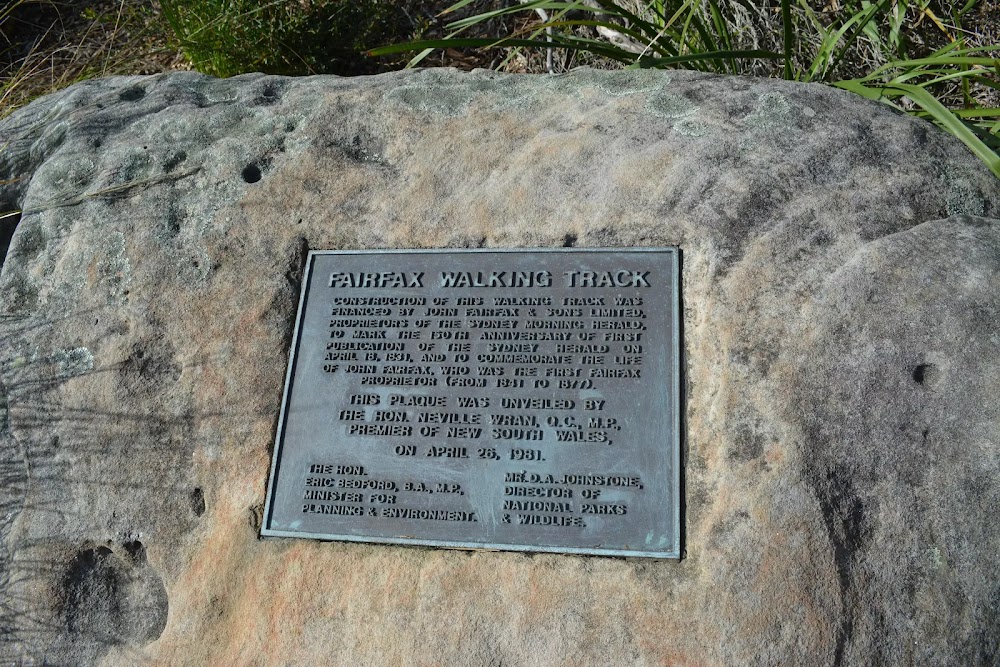 FAIRFAX WALKING TRACK
CONSTRUCTION OF THIS WALKING TRACK WAS
FINANCED BY JOHN FAIRFAX & SONS LIMITED,
PROPRIETORS OF THE SYDNEY MORNING HERALD,
TO MARK THE 150TH ANNIVERSARY OF FIRST
PUBLICATION OF THE SYDNEY HERALD ON
APRIL 18, 1831, AND TO COMMEMORATE THE LIFE
OF JOHN FAIRFAX, WHO WAS THE FIRST FAIRFAX
PROPRIETOR (FROM 1841 TO 1877).
THIS PLAQUE WAS UNVEILED BY
THE HON. NEVILLE WRAN, Q.C., M.P.,
PREMIER OF NEW SOUTH WALES,
ON APRIL 26, 1981.
THE HON.
ERIC BEDFORD, B.A., M.P.,
MINISTER FOR
PLANNING & ENVIRONMENT.
MR. D. A. JOHNSTONE,
DIRECTOR OF
NATIONAL PARKS
& WILDLIFE.